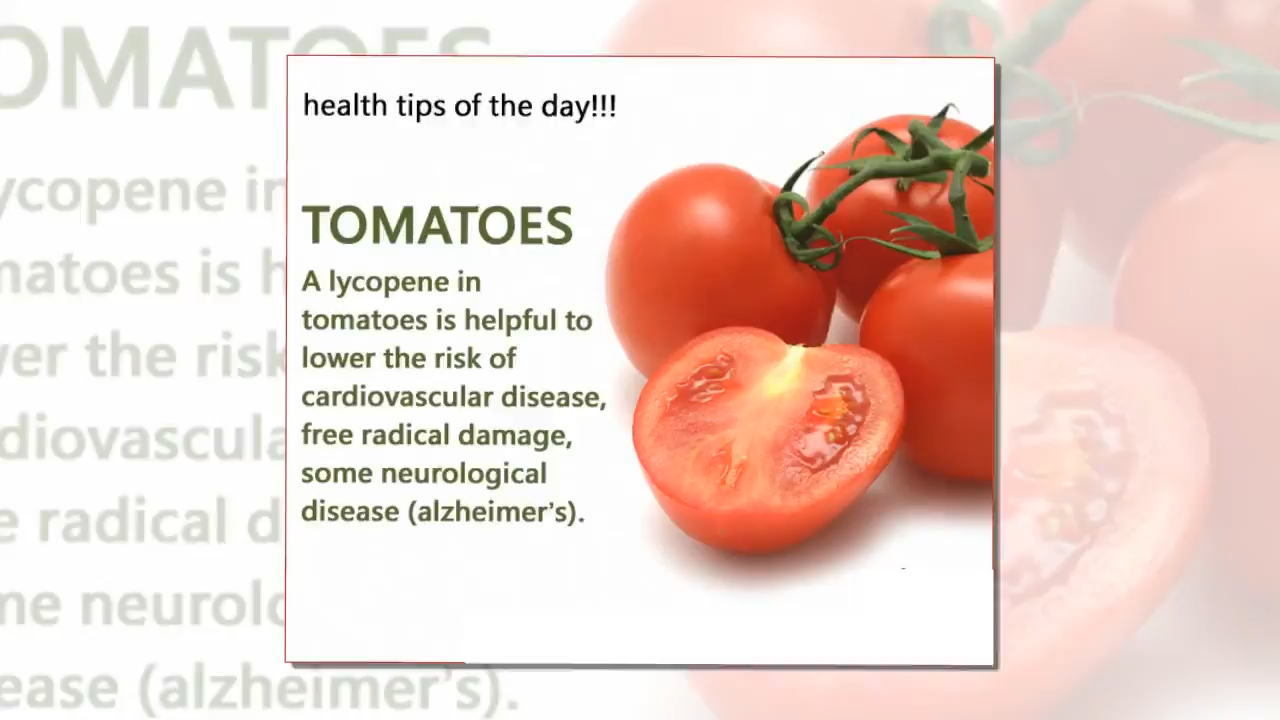 health tips of the day!!!
TOMATOES
A lycopene in
tomatoes is helpful to
lower the risk of
cardiovascular disease,
free radical damage,
some neurological
disease (alzheimer's).